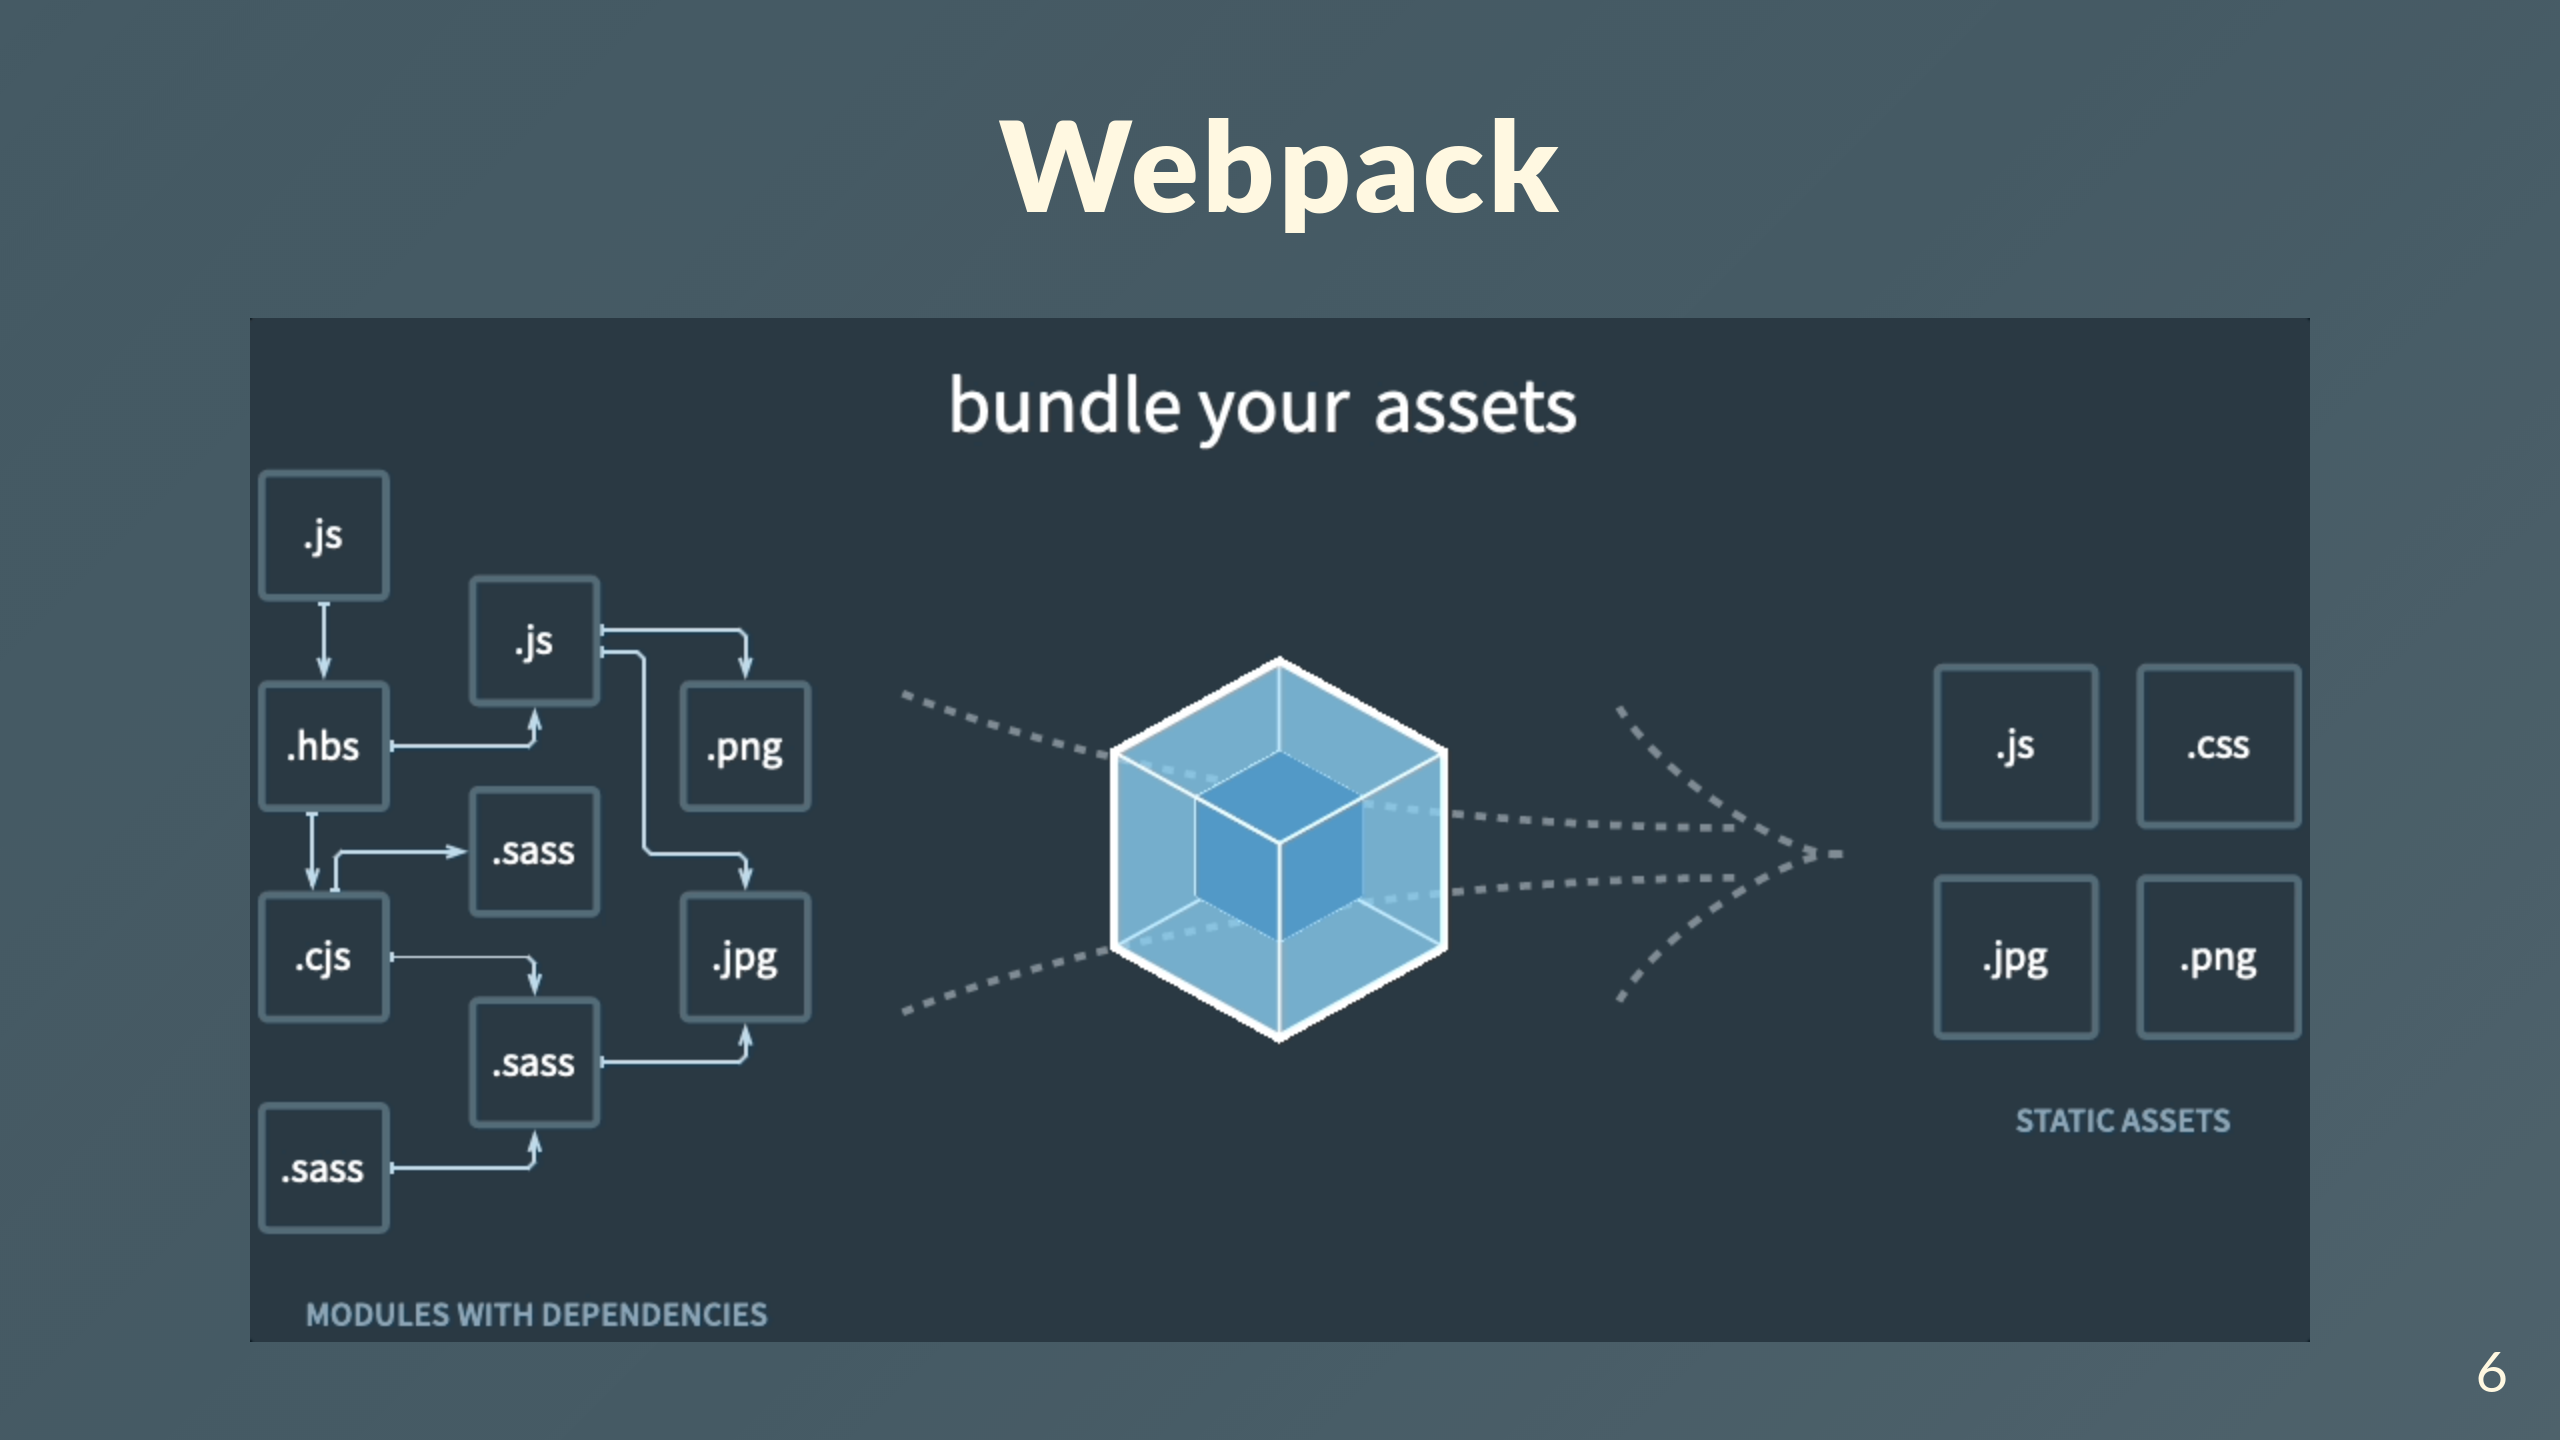 Webpack
bundle your assets
.js
.js
.hbs
.png
.sass
.cjs
.jpg
.sass
.sass
MODULES WITH DEPENDENCIES
.js
.css
.jpg
.png
STATIC ASSETS
6